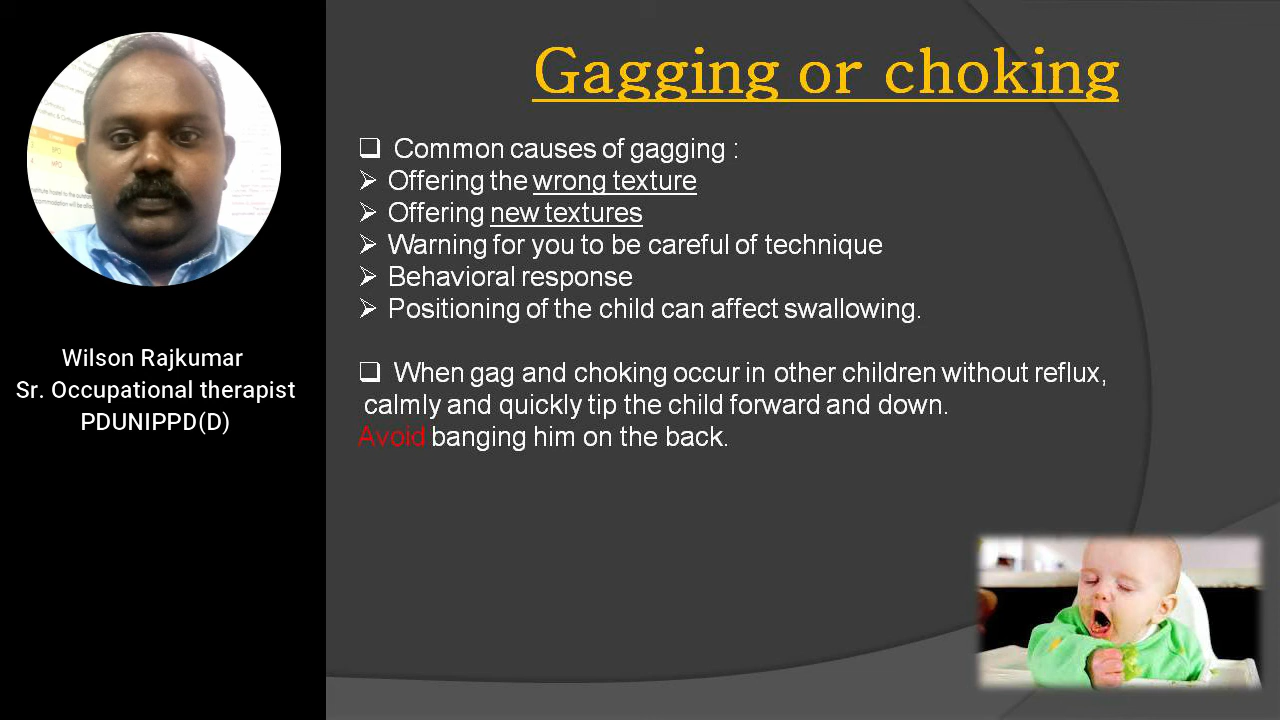 Gagging or choking
❑ Common causes of gagging :
➢ Offering the wrong texture
➢ Offering new textures
➢ Warning for you to be careful of technique
➢ Behavioral response
➢ Positioning of the child can affect swallowing.
❑ When gag and choking occur in other children without reflux,
calmly and quickly tip the child forward and down.
Avoid banging him on the back.
Wilson Rajkumar
Sr. Occupational therapist
PDUNIPPD(D)